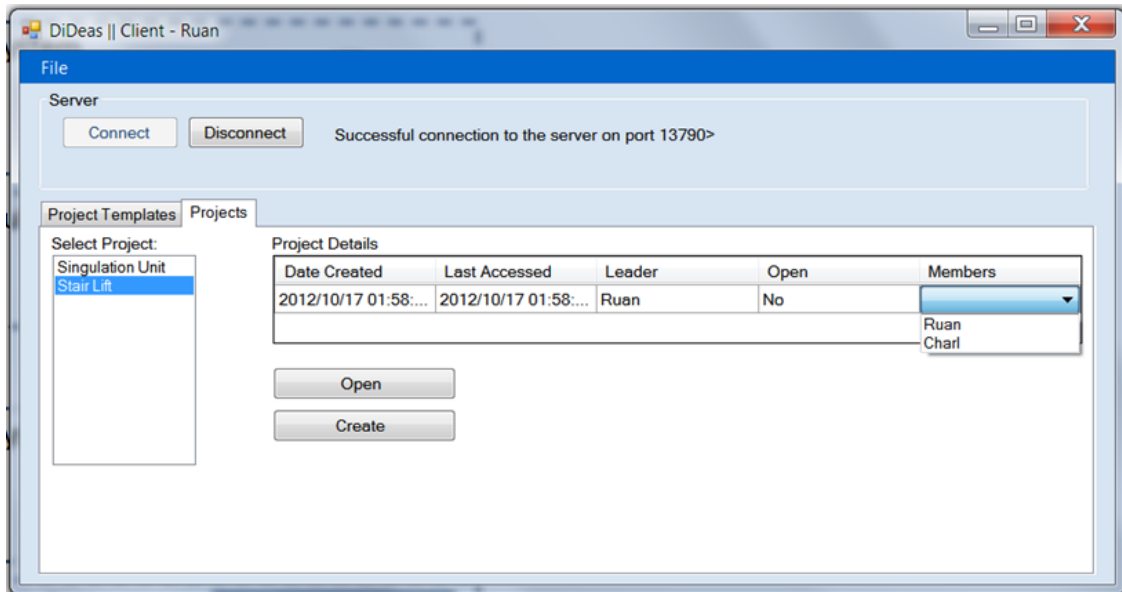 DiDeas || Client - Ruan
File
Server
Connect Disconnect Successful connection to the server on port 13790>
Project Templates Projects
Select Project: Project Details
Singulation Unit
Stair Lift
Date Created Last Accessed Leader Open Members
2012/10/17 01:58:... 2012/10/17 01:58:... Ruan No
Ruan
Charl
Open
Create